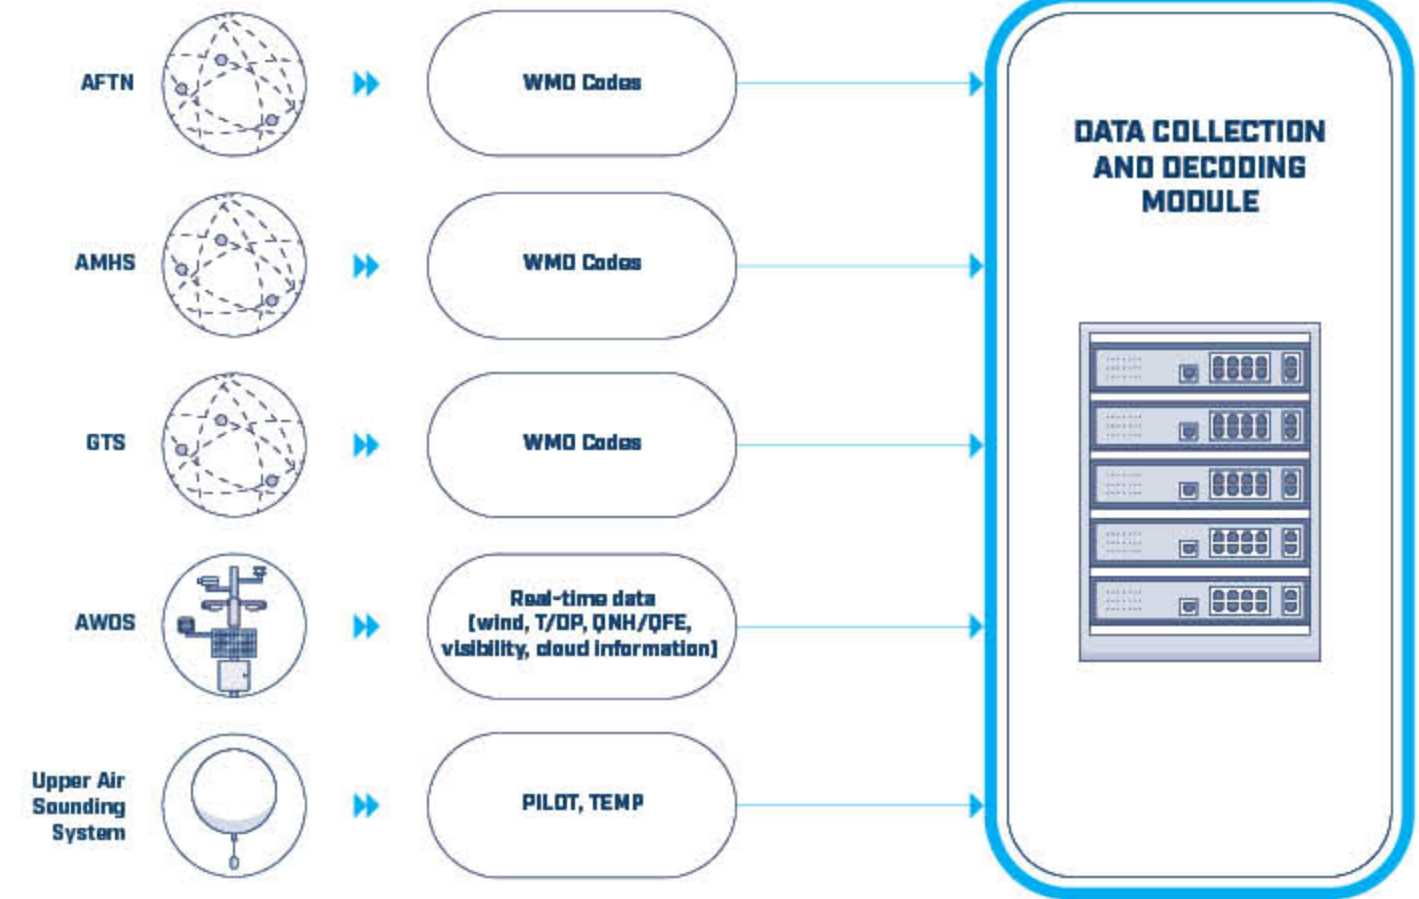 AFTN
WMO Codes
AMHS
WMO Codes
GTS
WMO Codes
AWOS
Real-time data
(wind, T/DP, QNH/QFE,
visibility, cloud information)
Upper Air
Sounding
System
PILOT, TEMP
DATA COLLECTION
AND DECODING
MODULE